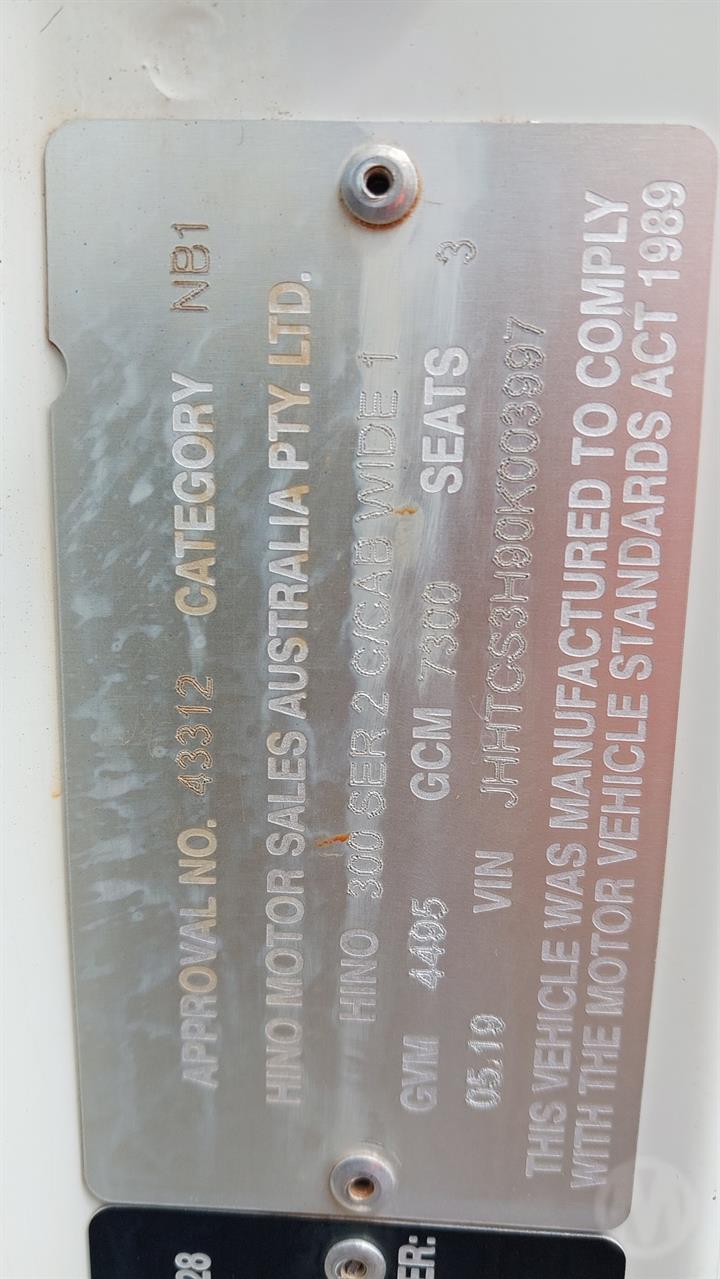 APPROVAL NO. 43312 CATEGORY NB1
HINO MOTOR SALES AUSTRALIA PTY. LTD.
HINO 300 SER 2 C/CAB WIDE 1
GVM 4495 GCM 7300 SEATS 3
05.19 VIN JHHTCS3H90K003997
THIS VEHICLE WAS MANUFACTURED TO COMPLY
WITH THE MOTOR VEHICLE STANDARDS ACT 1989
28
ER: